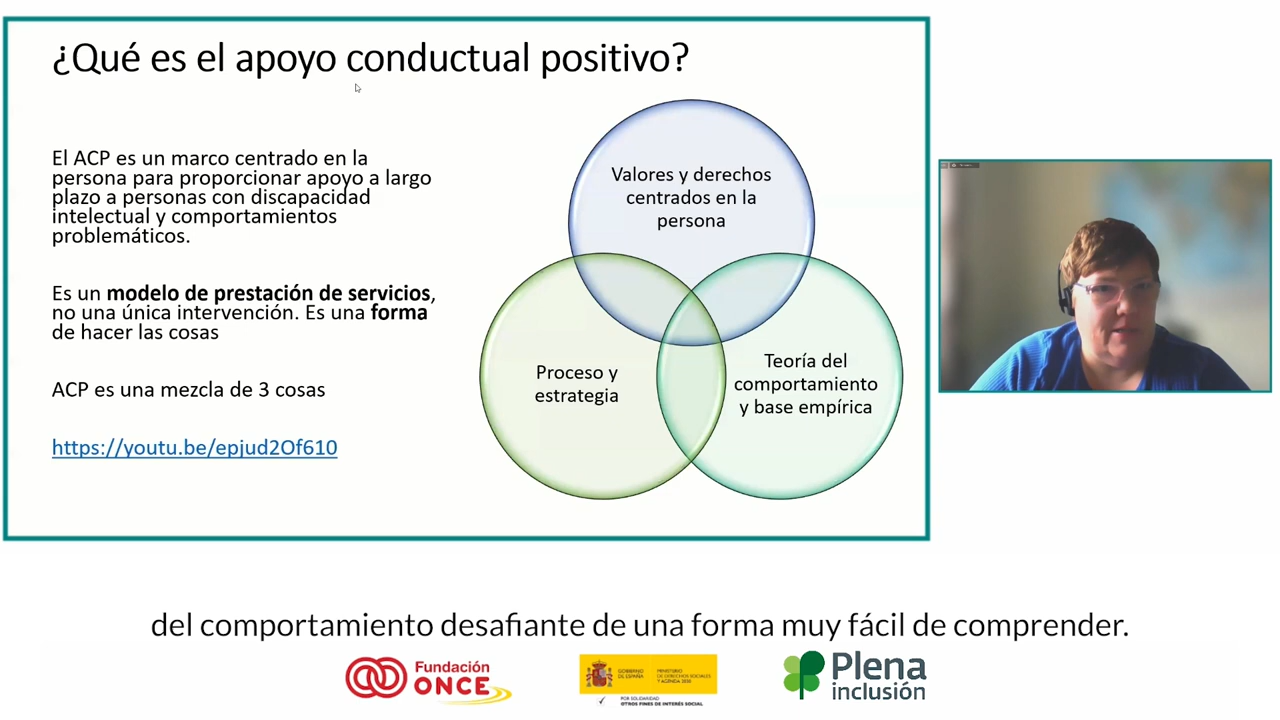 ¿Qué es el apoyo conductual positivo?
El ACP es un marco centrado en la
persona para proporcionar apoyo a largo
plazo a personas con discapacidad
intelectual y comportamientos
problemáticos.
Es un modelo de prestación de servicios,
no una única intervención. Es una forma
de hacer las cosas
ACP es una mezcla de 3 cosas
https://youtu.be/epjud2Of610
Valores y derechos
centrados en la
persona
Proceso y
estrategia
Teoría del
comportamiento
y base empírica
del comportamiento desafiante de una forma muy fácil de comprender.
Fundación
ONCE
GOBIERNO
DE ESPAÑA
MINISTERIO
DE DERECHOS SOCIALES
Y AGENDA 2030
POR SOLIDARIDAD
OTROS FINES DE INTERÉS SOCIAL
Plena
inclusión